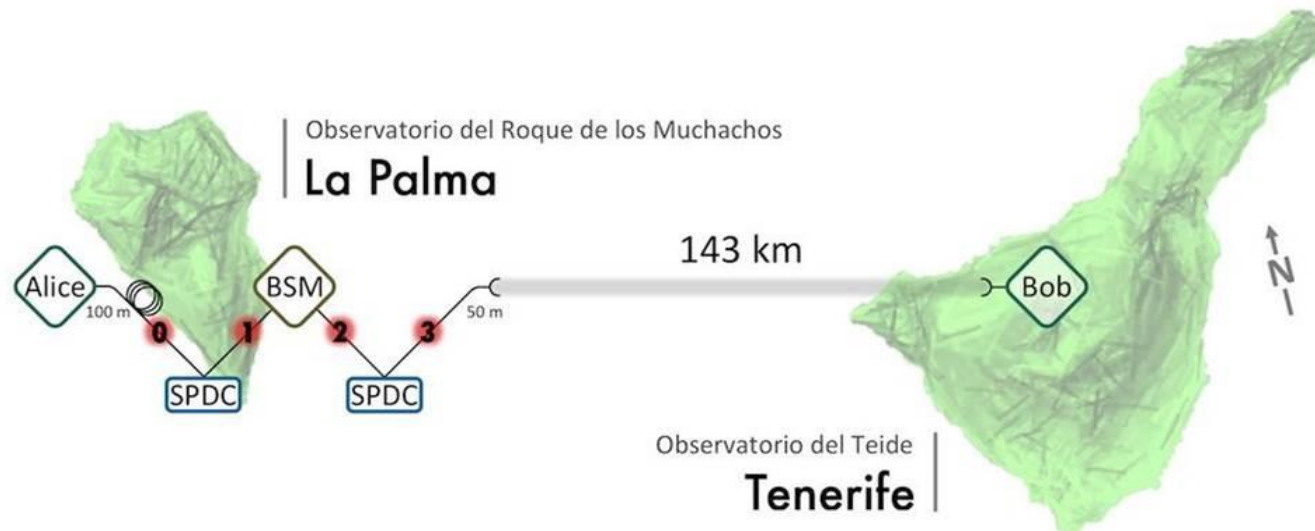 Observatorio del Roque de los Muchachos
La Palma
143 km
Alice
100 m
BSM
50 m
Bob
N
0
1
2
3
SPDC
SPDC
Observatorio del Teide
Tenerife